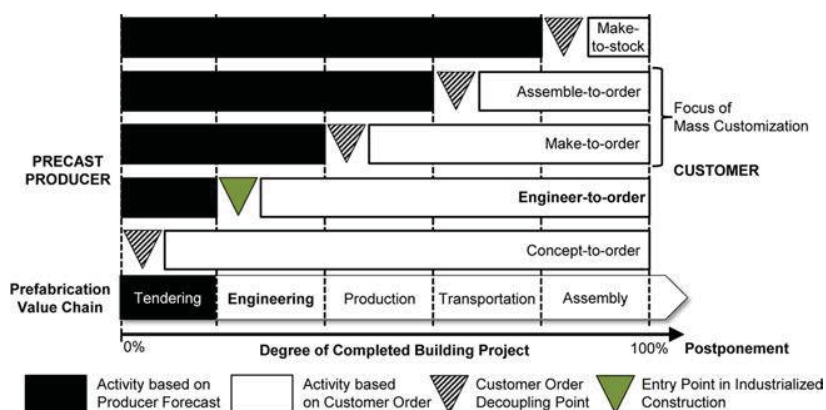 Make-
to-stock
Assemble-to-order
Focus of
Mass Customization
Make-to-order
PRECAST
PRODUCER
CUSTOMER
Engineer-to-order
Concept-to-order
Prefabrication
Value Chain
Tendering
Engineering
Production
Transportation
Assembly
0%
Degree of Completed Building Project
100%
Postponement
Activity based on
Producer Forecast
Activity based
on Customer Order
Customer Order
Decoupling Point
Entry Point in Industrialized
Construction